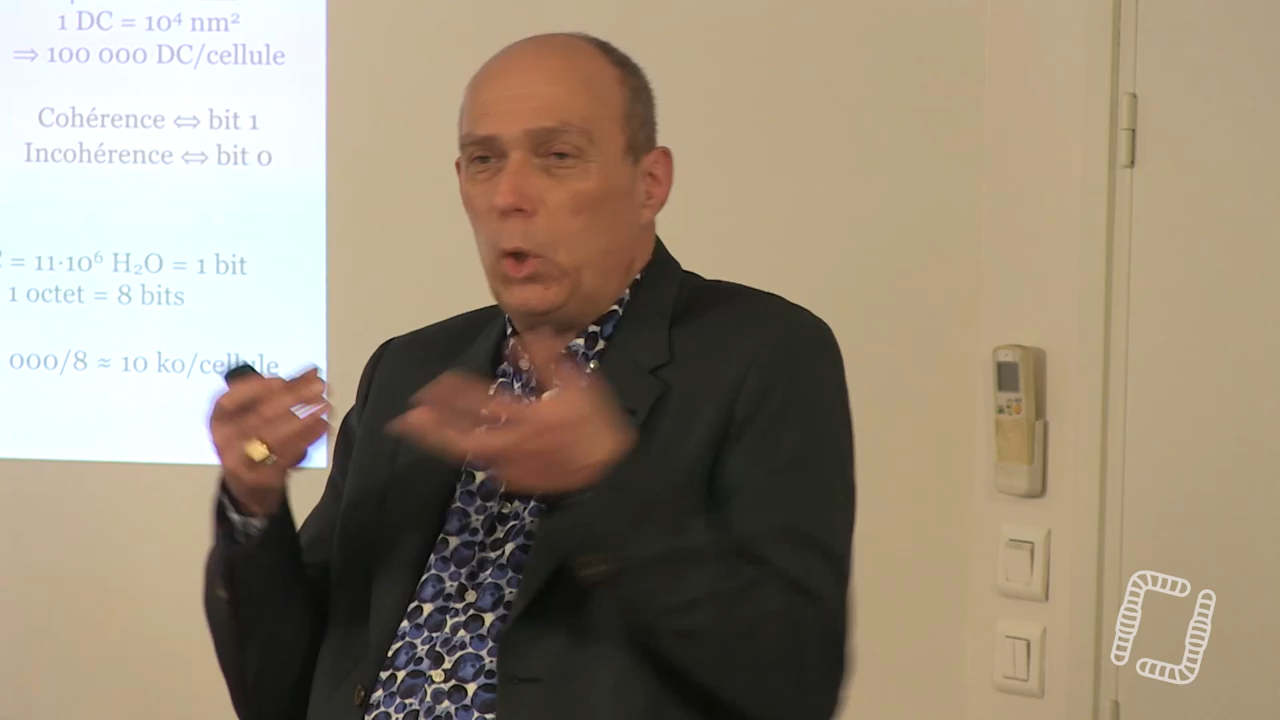 1 DC = 10⁴ nm²
⇒ 100 000 DC/cellule
Cohérence ⇔ bit 1
Incohérence ⇔ bit 0
= 11·10⁶ H₂O = 1 bit
1 octet = 8 bits
000/8 ≈ 10 ko/cellule